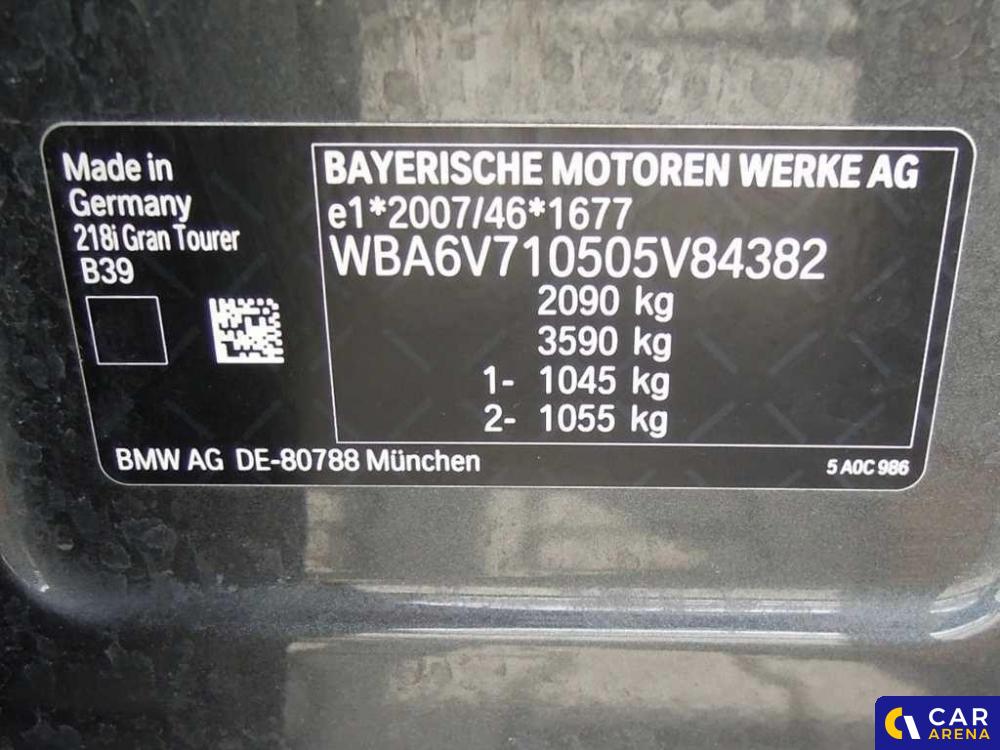 Made in
Germany
218i Gran Tourer
B39
BAYERISCHE MOTOREN WERKE AG
e1*2007/46*1677
WBA6V710505V84382
2090 kg
3590 kg
1- 1045 kg
2- 1055 kg
BMW AG DE-80788 München
5 A0C 986
CAR
ARENA